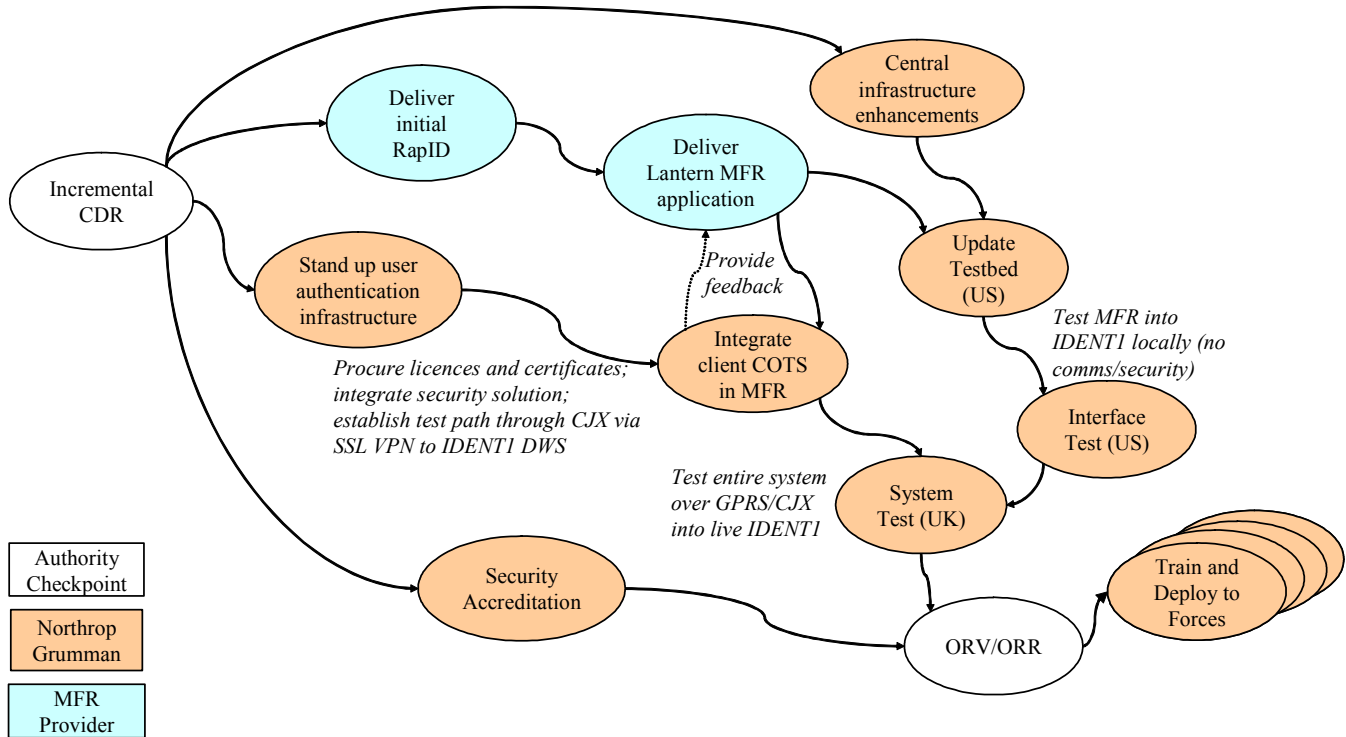 Central
infrastructure
enhancements
Deliver
initial
RapID
Deliver
Lantern MFR
application
Incremental
CDR
Update
Testbed
(US)
Stand up user
authentication
infrastructure
Provide
feedback
Test MFR into
IDENT1 locally (no
comms/security)
Integrate
client COTS
in MFR
Procure licences and certificates;
integrate security solution;
establish test path through CJX via
SSL VPN to IDENT1 DWS
Interface
Test (US)
Test entire system
over GPRS/CJX
into live IDENT1
System
Test (UK)
Authority
Checkpoint
Security
Accreditation
Train and
Deploy to
Forces
Northrop
Grumman
ORV/ORR
MFR
Provider